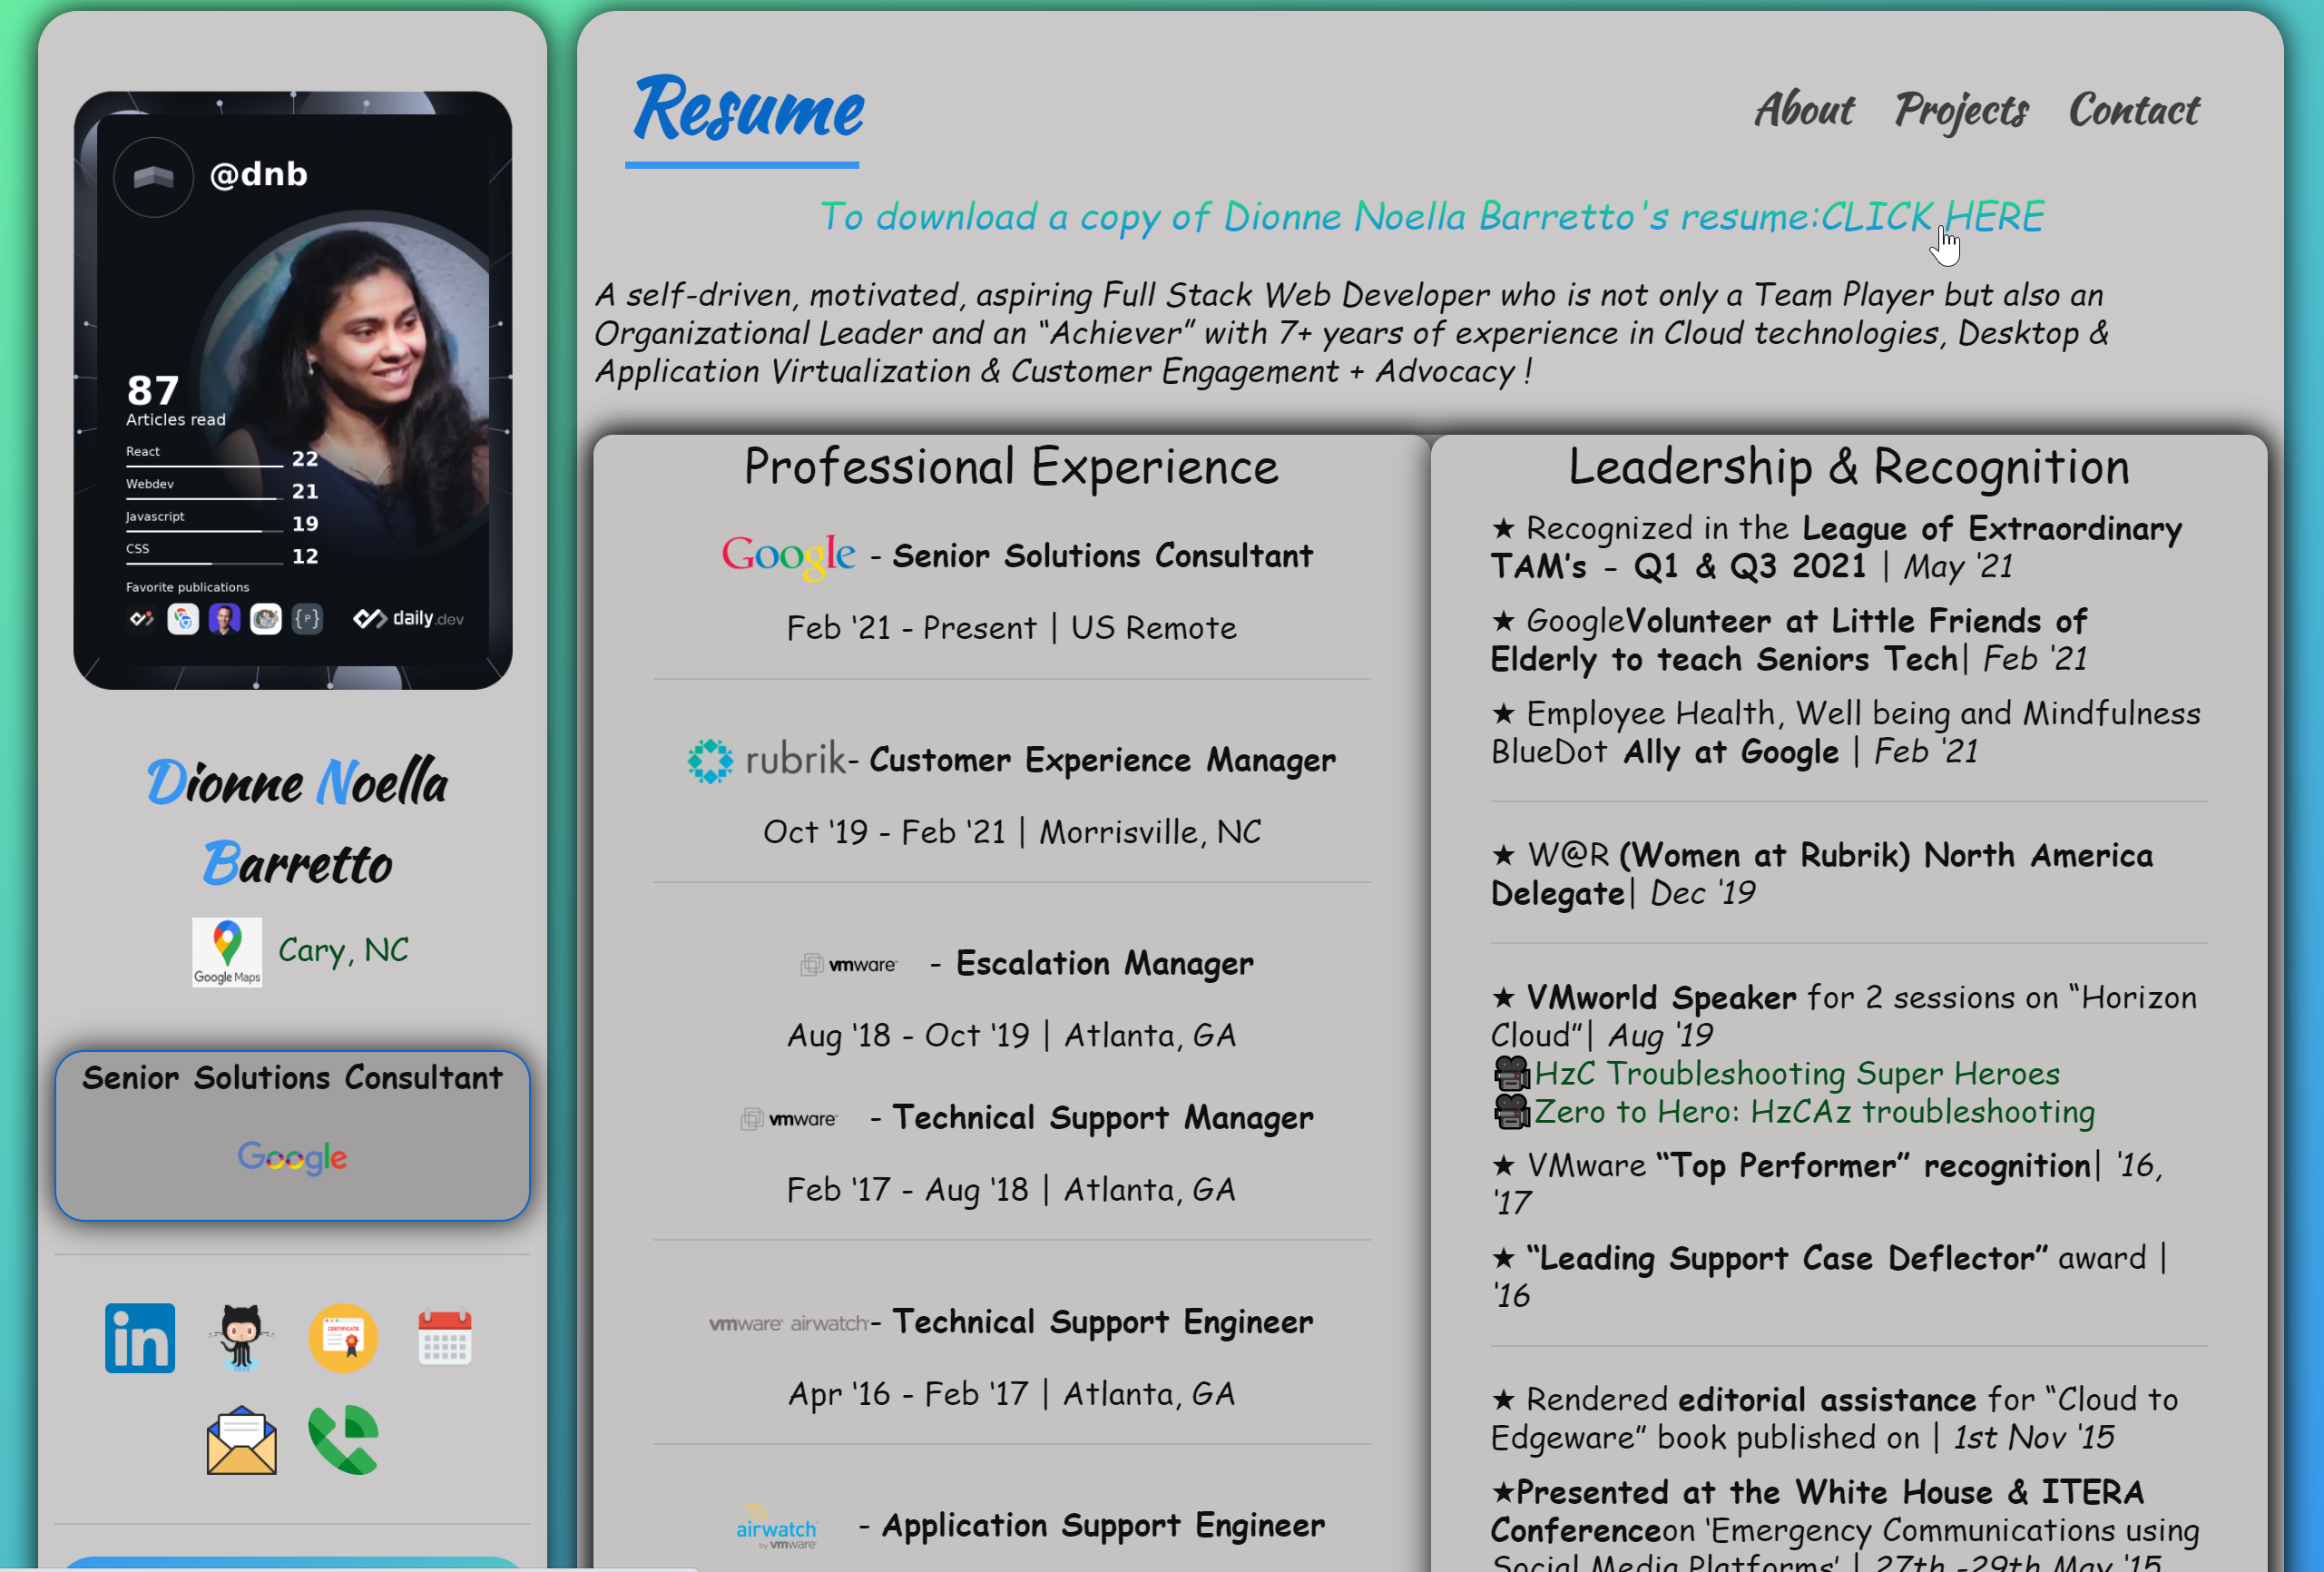 @dnb
87
Articles read
React 22
Webdev 21
Javascript 19
CSS 12
Favorite publications
{P}
daily.dev
Dionne Noella
Barretto
Google Maps
Cary, NC
Senior Solutions Consultant
Google
in
CERTIFICATE
Resume
About Projects Contact
To download a copy of Dionne Noella Barretto's resume:CLICK HERE
A self-driven, motivated, aspiring Full Stack Web Developer who is not only a Team Player but also an
Organizational Leader and an “Achiever” with 7+ years of experience in Cloud technologies, Desktop &
Application Virtualization & Customer Engagement + Advocacy !
Professional Experience
Google - Senior Solutions Consultant
Feb '21 - Present | US Remote
rubrik- Customer Experience Manager
Oct '19 - Feb '21 | Morrisville, NC
vmware - Escalation Manager
Aug '18 - Oct '19 | Atlanta, GA
vmware - Technical Support Manager
Feb '17 - Aug '18 | Atlanta, GA
vmware airwatch- Technical Support Engineer
Apr '16 - Feb '17 | Atlanta, GA
airwatch by vmware - Application Support Engineer
Leadership & Recognition
★ Recognized in the League of Extraordinary
TAM's - Q1 & Q3 2021 | May '21
★ GoogleVolunteer at Little Friends of
Elderly to teach Seniors Tech| Feb '21
★ Employee Health, Well being and Mindfulness
BlueDot Ally at Google | Feb '21
★ W@R (Women at Rubrik) North America
Delegate| Dec '19
★ VMworld Speaker for 2 sessions on “Horizon
Cloud”| Aug '19
HzC Troubleshooting Super Heroes
Zero to Hero: HzCAz troubleshooting
★ VMware “Top Performer” recognition| '16,
'17
★ “Leading Support Case Deflector” award |
'16
★ Rendered editorial assistance for “Cloud to
Edgeware” book published on | 1st Nov '15
★Presented at the White House & ITERA
Conferenceon 'Emergency Communications using
Social Media Platforms' | 27th -29th May '15